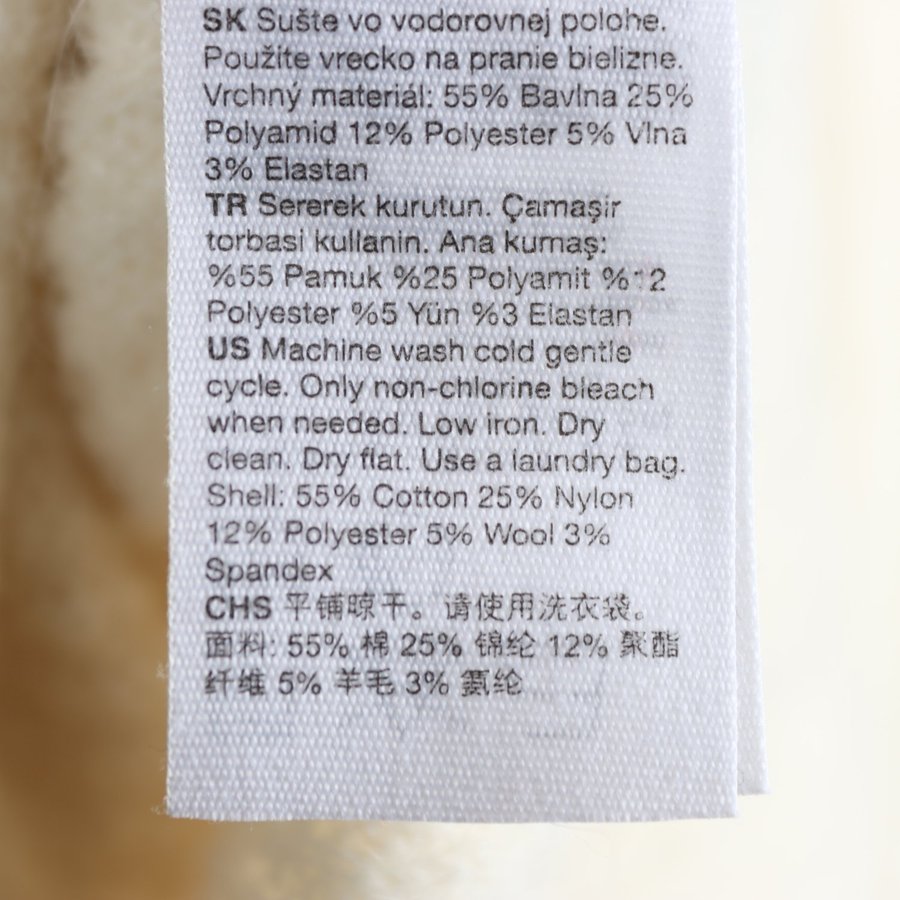 SK Sušte vo vodorovnej polohe.
Použite vrecko na pranie bielizne.
Vrchný materiál: 55% Bavlna 25%
Polyamid 12% Polyester 5% Vlna
3% Elastan
TR Sererek kurutun. Çamaşir
torbasi kullanin. Ana kumaş:
%55 Pamuk %25 Polyamit %12
Polyester %5 Yün %3 Elastan
US Machine wash cold gentle
cycle. Only non-chlorine bleach
when needed. Low iron. Dry
clean. Dry flat. Use a laundry bag.
Shell: 55% Cotton 25% Nylon
12% Polyester 5% Wool 3%
Spandex
CHS 平铺晾干。请使用洗衣袋。
面料: 55% 棉 25% 锦纶 12% 聚酯
纤维 5% 羊毛 3% 氨纶